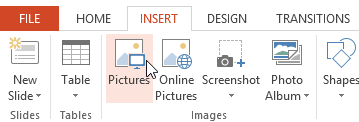 FILE HOME INSERT DESIGN TRANSITIONS
New Slide
Table
Pictures
Online Pictures
Screenshot
Photo Album
Shapes
Slides Tables Images